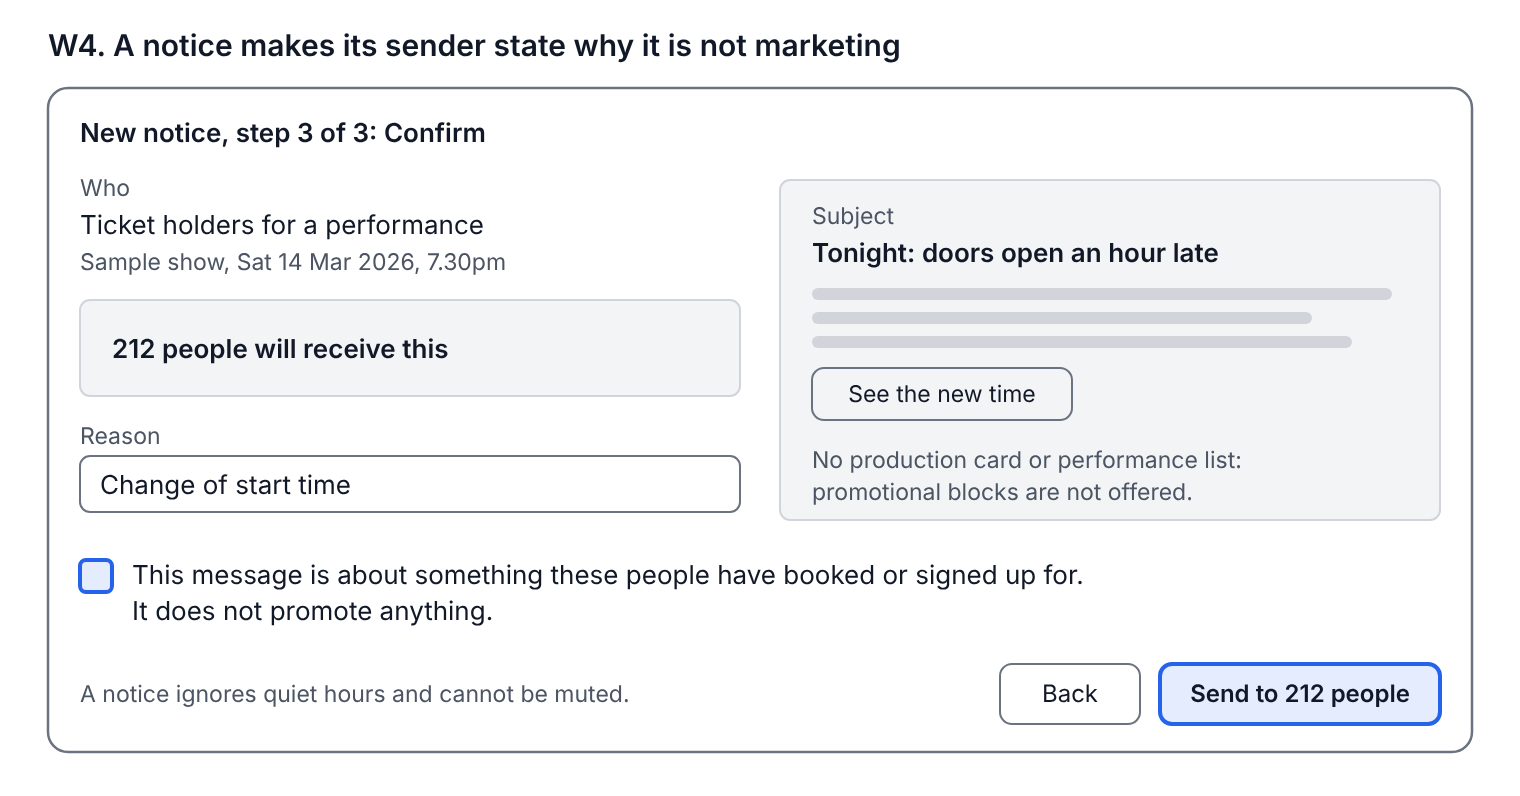 W4. A notice makes its sender state why it is not marketing
New notice, step 3 of 3: Confirm
Who
Ticket holders for a performance
Sample show, Sat 14 Mar 2026, 7.30pm
212 people will receive this
Reason
Change of start time
Subject
Tonight: doors open an hour late
See the new time
No production card or performance list:
promotional blocks are not offered.
This message is about something these people have booked or signed up for.
It does not promote anything.
A notice ignores quiet hours and cannot be muted.
Back
Send to 212 people